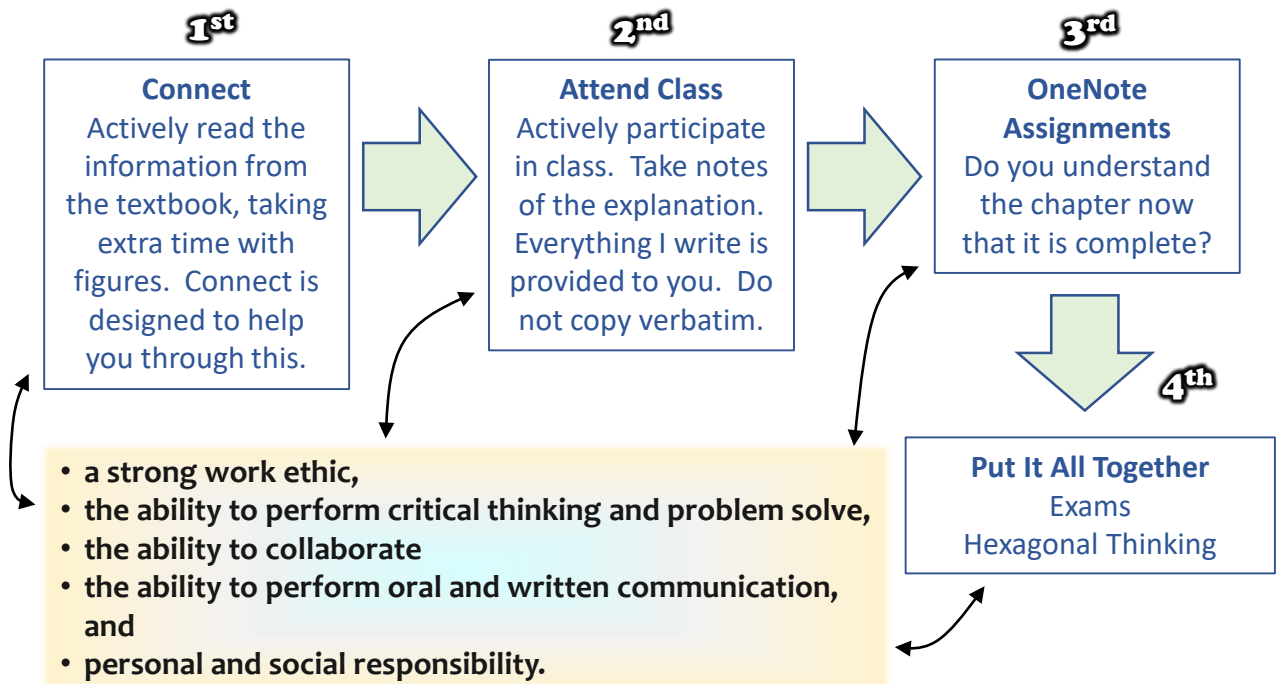 1st
Connect
Actively read the
information from
the textbook, taking
extra time with
figures.  Connect is
designed to help
you through this.
2nd
Attend Class
Actively participate
in class.  Take notes
of the explanation.
Everything I write is
provided to you.  Do
not copy verbatim.
3rd
OneNote
Assignments
Do you understand
the chapter now
that it is complete?
4th
Put It All Together
Exams
Hexagonal Thinking
• a strong work ethic,
• the ability to perform critical thinking and problem solve,
• the ability to collaborate
• the ability to perform oral and written communication,
and
• personal and social responsibility.